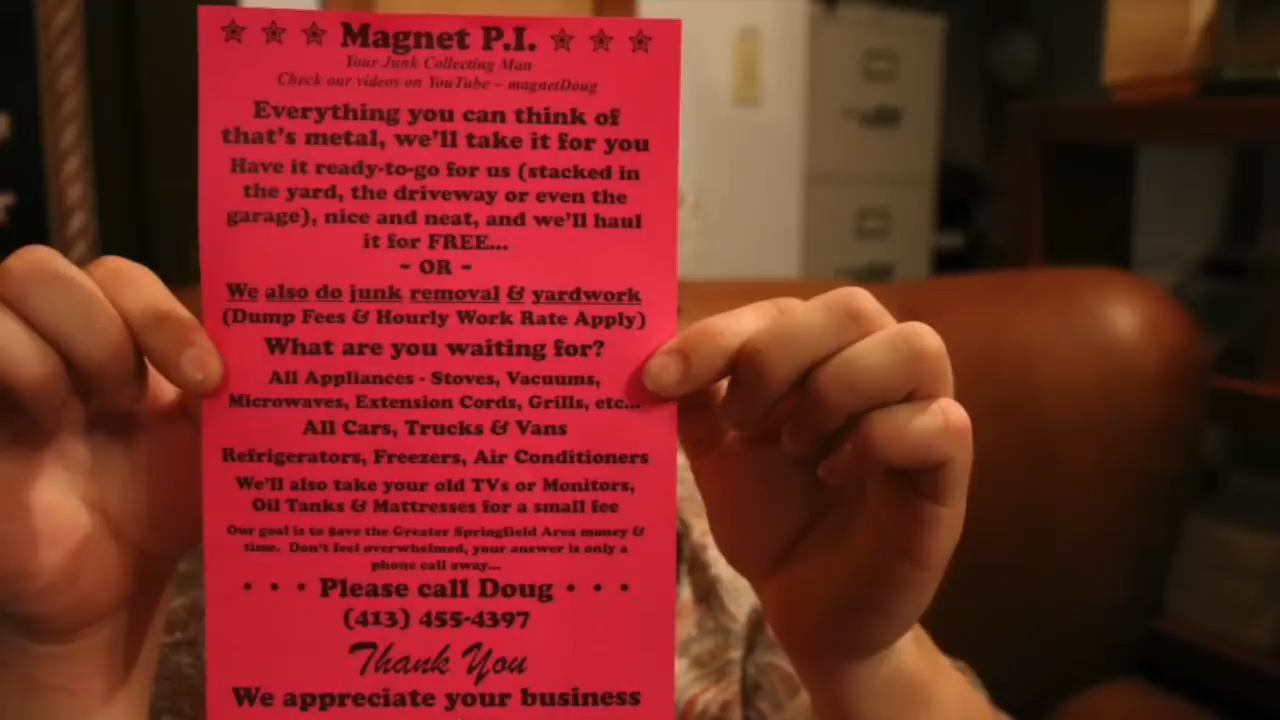 ☆ ☆ ☆ Magnet P.I. ☆ ☆ ☆
Your Junk Collecting Man
Check our videos on YouTube – magnetDoug
Everything you can think of
that's metal, we'll take it for you
Have it ready-to-go for us (stacked in
the yard, the driveway or even the
garage), nice and neat, and we'll haul
it for FREE...
~ OR ~
We also do junk removal & yardwork
(Dump Fees & Hourly Work Rate Apply)
What are you waiting for?
All Appliances - Stoves, Vacuums,
Microwaves, Extension Cords, Grills, etc...
All Cars, Trucks & Vans
Refrigerators, Freezers, Air Conditioners
We'll also take your old TVs or Monitors,
Oil Tanks & Mattresses for a small fee
Our goal is to $ave the Greater Springfield Area money &
time. Don't feel overwhelmed, your answer is only a
phone call away...
• • • Please call Doug • • •
(413) 455-4397
Thank You
We appreciate your business